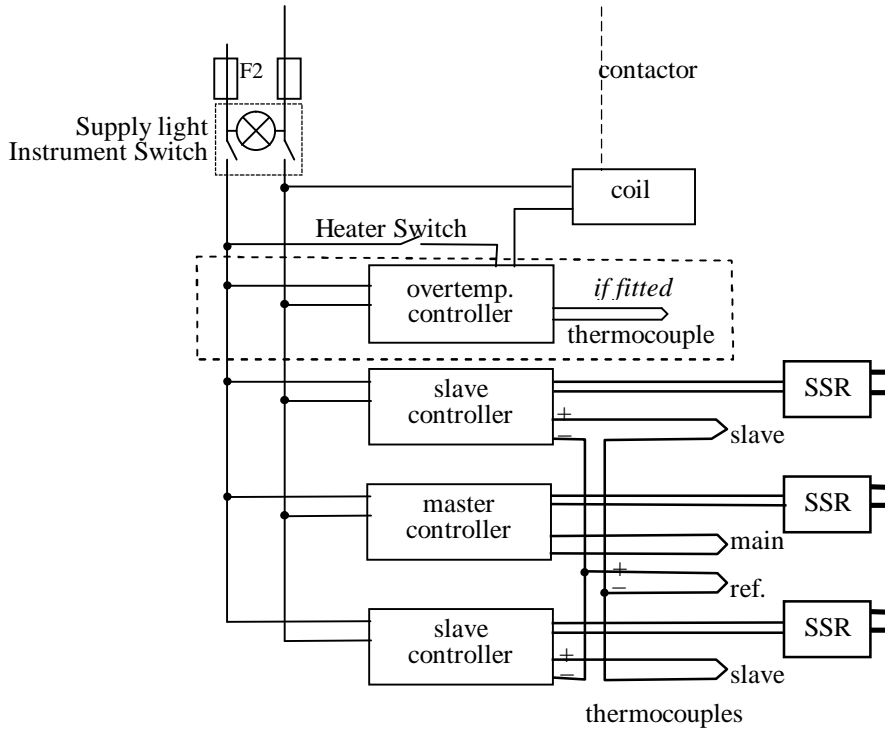 F2
contactor
Supply light
Instrument Switch
coil
Heater Switch
overtemp.
controller
if fitted
thermocouple
slave
controller
+
–
slave
SSR
master
controller
main
SSR
+
–
ref.
slave
controller
+
–
slave
SSR
thermocouples